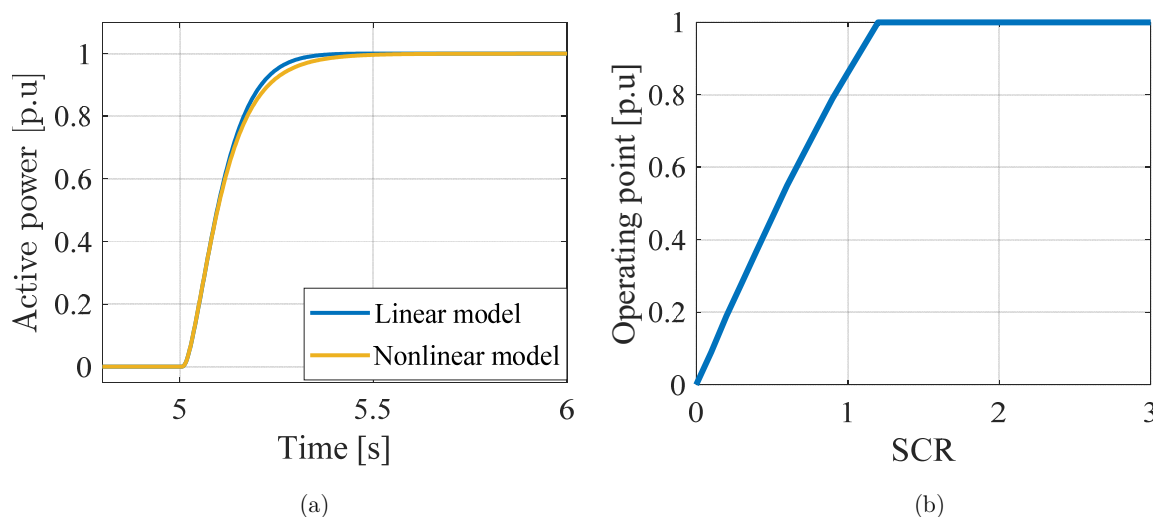 1
0.8
0.6
0.4
0.2
0
Active power [p.u]
Linear model
Nonlinear model
5
5.5
6
Time [s]
(a)
1
0.8
0.6
0.4
0.2
0
Operating point [p.u]
0
1
2
3
SCR
(b)